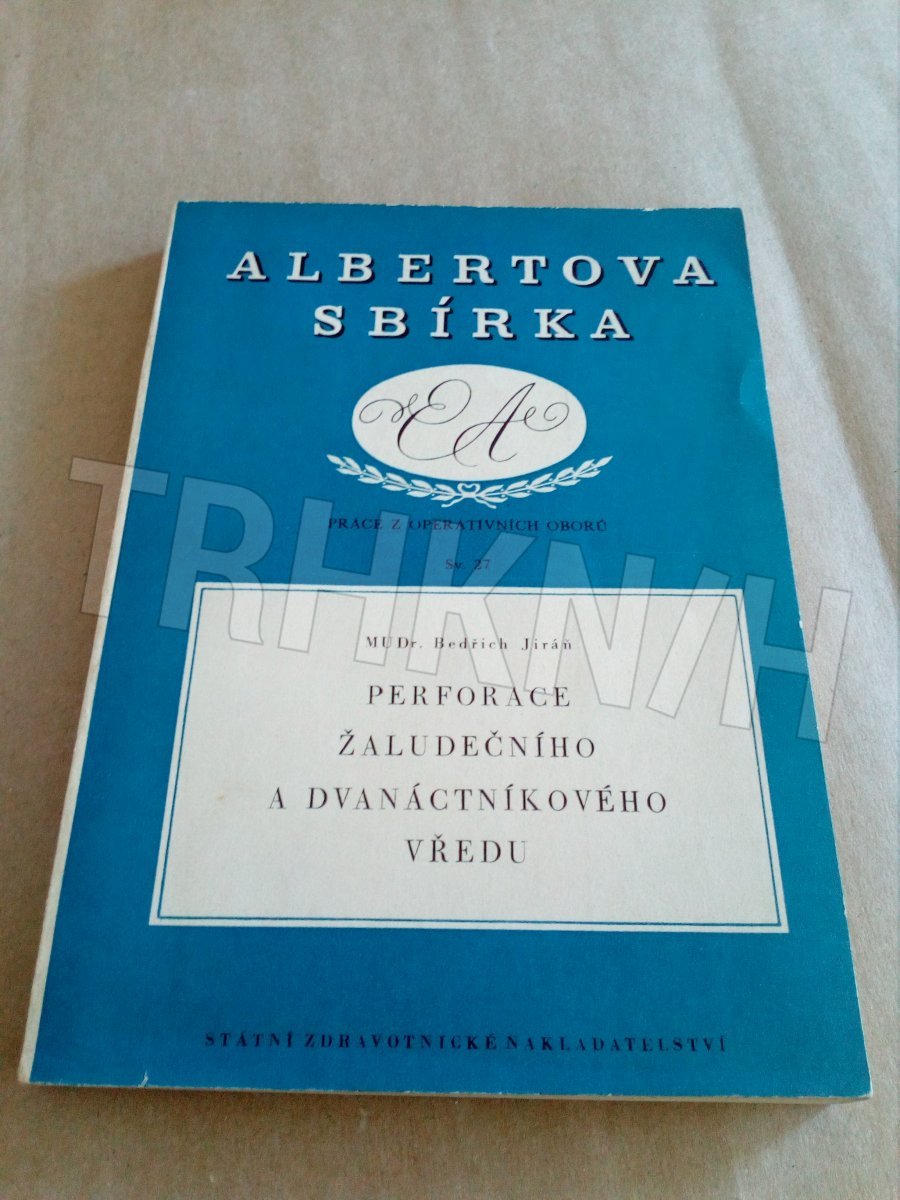 ALBERTOVA
SBÍRKA
EA
PRÁCE Z OPERATIVNÍCH OBORŮ
Sv. 27
TRHKNIH
MUDr. Bedřich Jiráň
PERFORACE
ŽALUDEČNÍHO
A DVANÁCTNÍKOVÉHO
VŘEDU
STÁTNÍ ZDRAVOTNICKÉ NAKLADATELSTVÍ